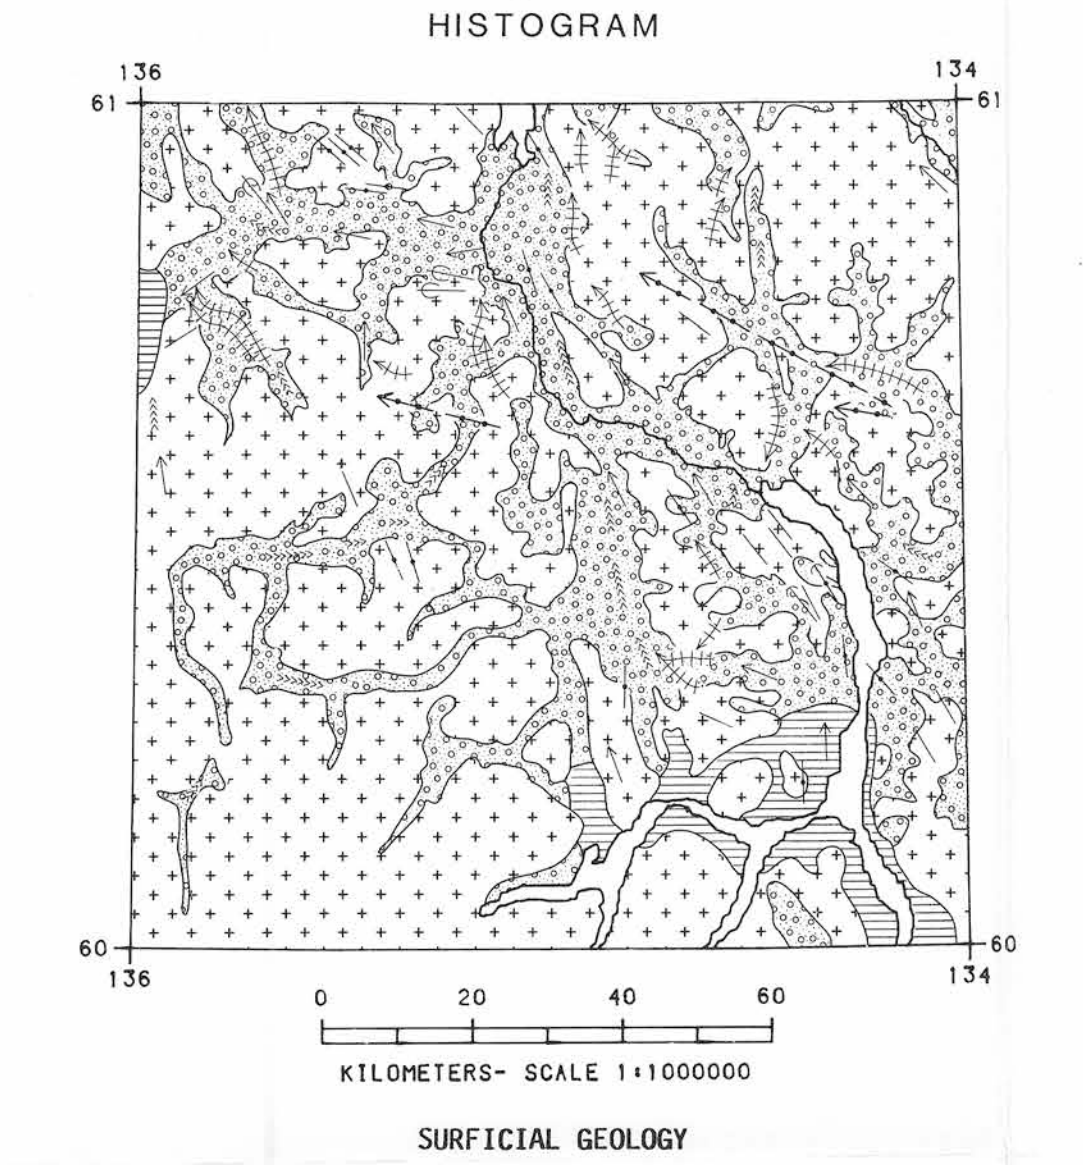 HISTOGRAM
136 134
61 61
60 60
136 134
0 20 40 60
KILOMETERS- SCALE 1:1000000
SURFICIAL GEOLOGY